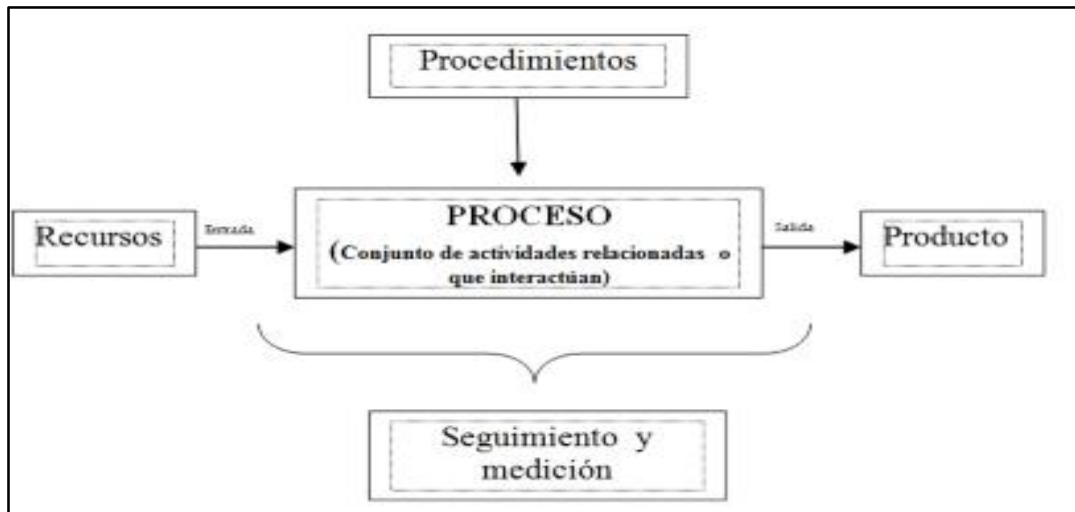 Procedimientos
Recursos
Entrada
PROCESO
(Conjunto de actividades relacionadas o
que interactúan)
Salida
Producto
Seguimiento y
medición